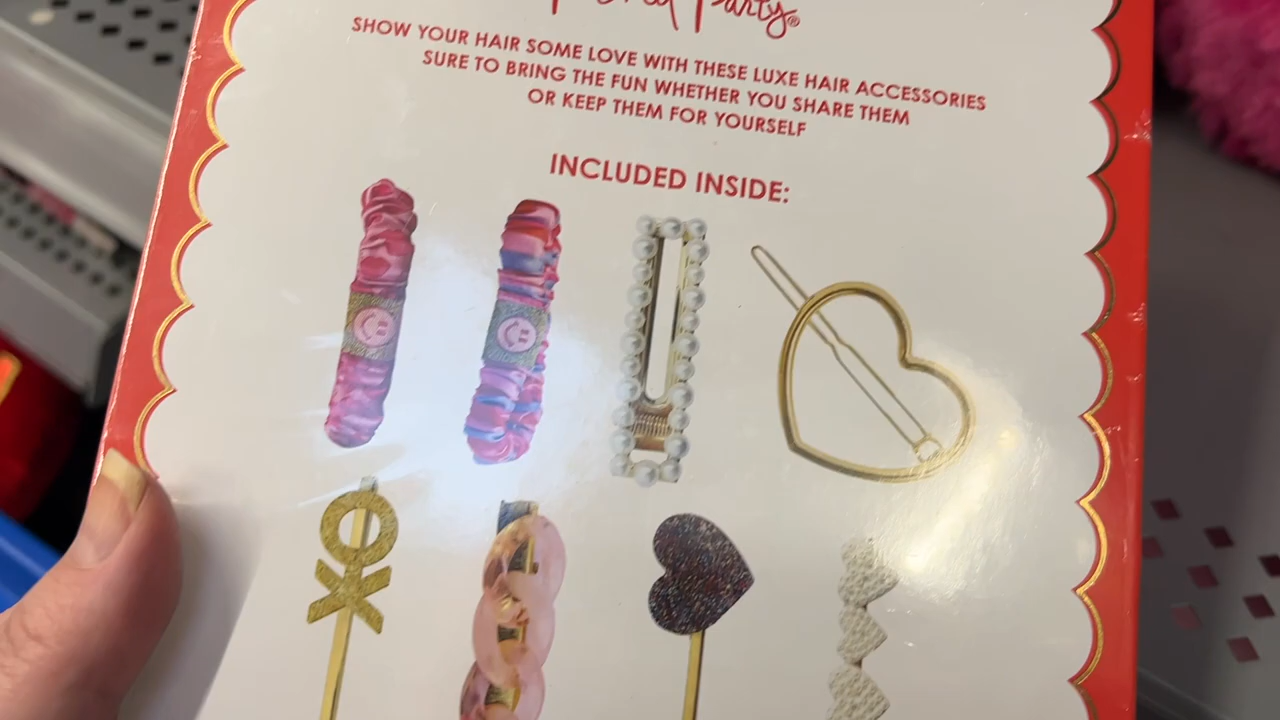 Party®
SHOW YOUR HAIR SOME LOVE WITH THESE LUXE HAIR ACCESSORIES
SURE TO BRING THE FUN WHETHER YOU SHARE THEM
OR KEEP THEM FOR YOURSELF
INCLUDED INSIDE: